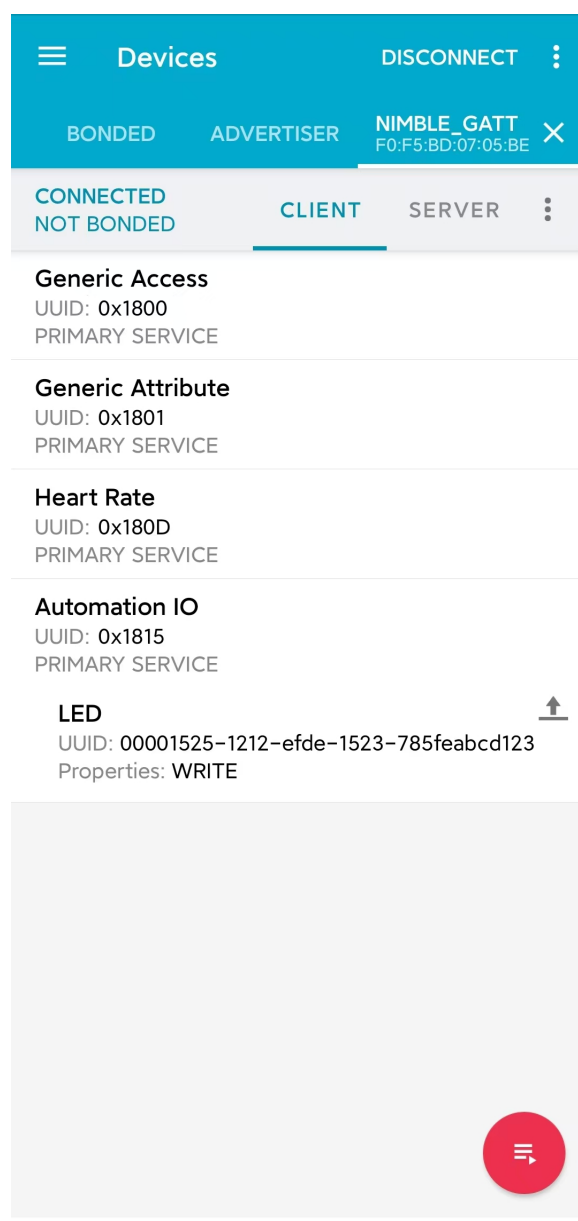 Devices
DISCONNECT
BONDED
ADVERTISER
NIMBLE_GATT
F0:F5:BD:07:05:BE
CONNECTED
NOT BONDED
CLIENT
SERVER
Generic Access
UUID: 0x1800
PRIMARY SERVICE
Generic Attribute
UUID: 0x1801
PRIMARY SERVICE
Heart Rate
UUID: 0x180D
PRIMARY SERVICE
Automation IO
UUID: 0x1815
PRIMARY SERVICE
LED
UUID: 00001525-1212-efde-1523-785feabcd123
Properties: WRITE